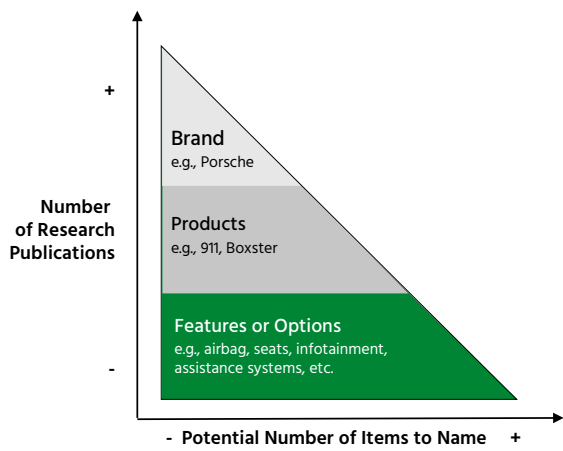 +
Brand
e.g., Porsche
Number
of Research
Publications
Products
e.g., 911, Boxster
Features or Options
e.g., airbag, seats, infotainment,
assistance systems, etc.
-
- Potential Number of Items to Name +